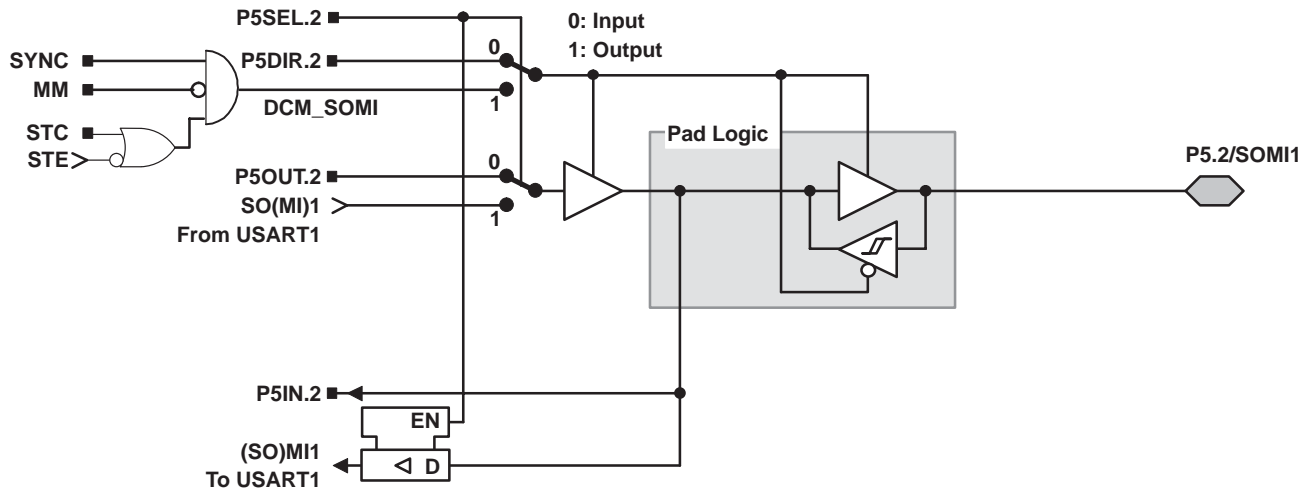 P5SEL.2
0: Input
1: Output
SYNC
P5DIR.2
0
MM
DCM_SOMI
1
STC
STE
Pad Logic
P5.2/SOMI1
P5OUT.2
0
SO(MI)1
1
From USART1
P5IN.2
EN
(SO)MI1
D
To USART1